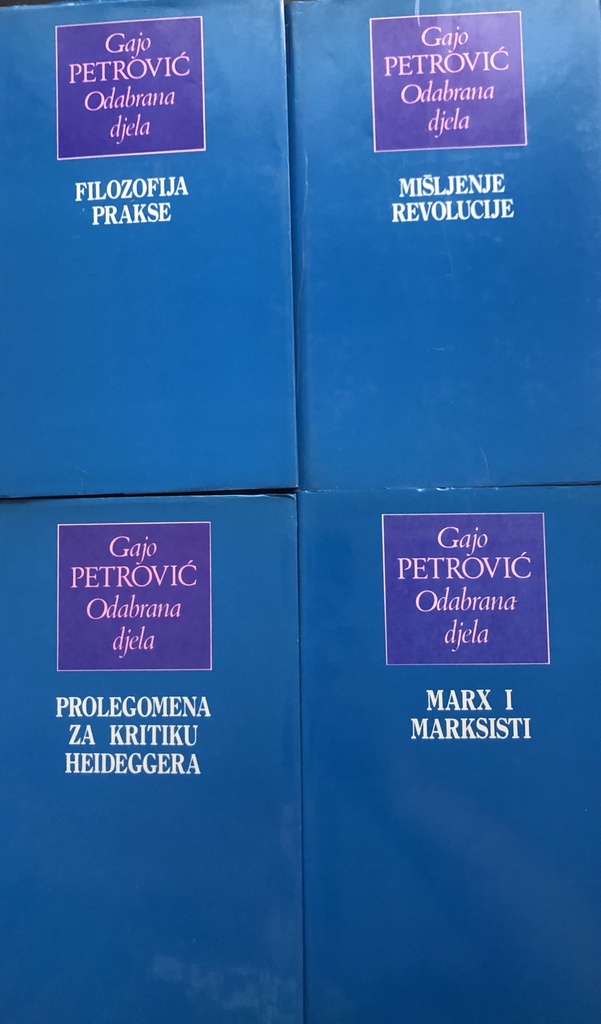 Gajo
PETROVIĆ
Odabrana
djela
FILOZOFIJA
PRAKSE
Gajo
PETROVIĆ
Odabrana
djela
MIŠLJENJE
REVOLUCIJE
Gajo
PETROVIĆ
Odabrana
djela
PROLEGOMENA
ZA KRITIKU
HEIDEGGERA
Gajo
PETROVIĆ
Odabrana
djela
MARX I
MARKSISTI